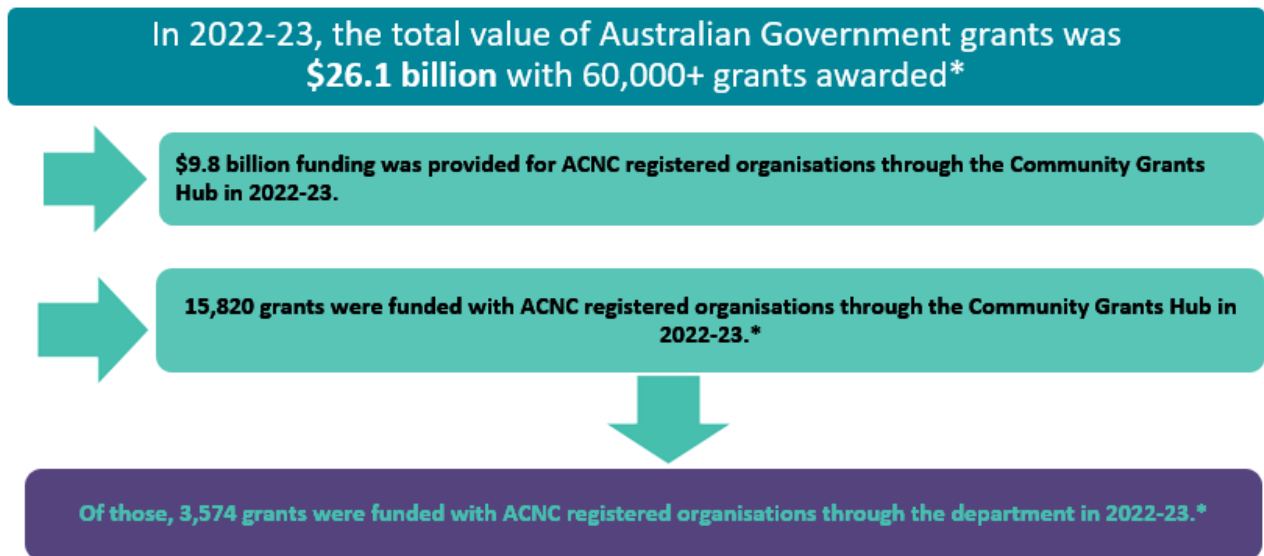 In 2022-23, the total value of Australian Government grants was
$26.1 billion with 60,000+ grants awarded*
$9.8 billion funding was provided for ACNC registered organisations through the Community Grants
Hub in 2022-23.
15,820 grants were funded with ACNC registered organisations through the Community Grants Hub in
2022-23.*
Of those, 3,574 grants were funded with ACNC registered organisations through the department in 2022-23.*